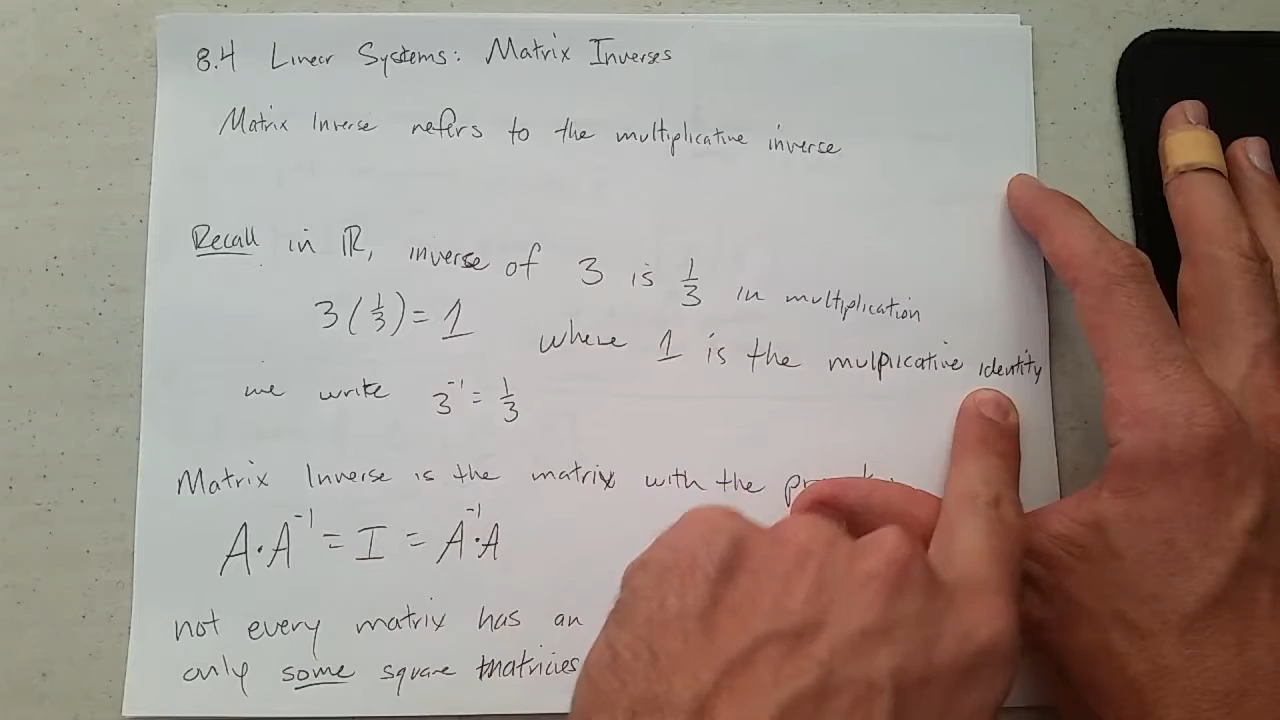 8.4 Linear Systems: Matrix Inverses
Matrix Inverse refers to the multiplicative inverse
Recall in ℝ, inverse of 3 is 1/3 in multiplication
3(1/3) = 1 where 1 is the mulplicative identity
we write 3⁻¹ = 1/3
Matrix Inverse is the matrix with the
A·A⁻¹ = I = A⁻¹·A
not every matrix has an
only some square matricies